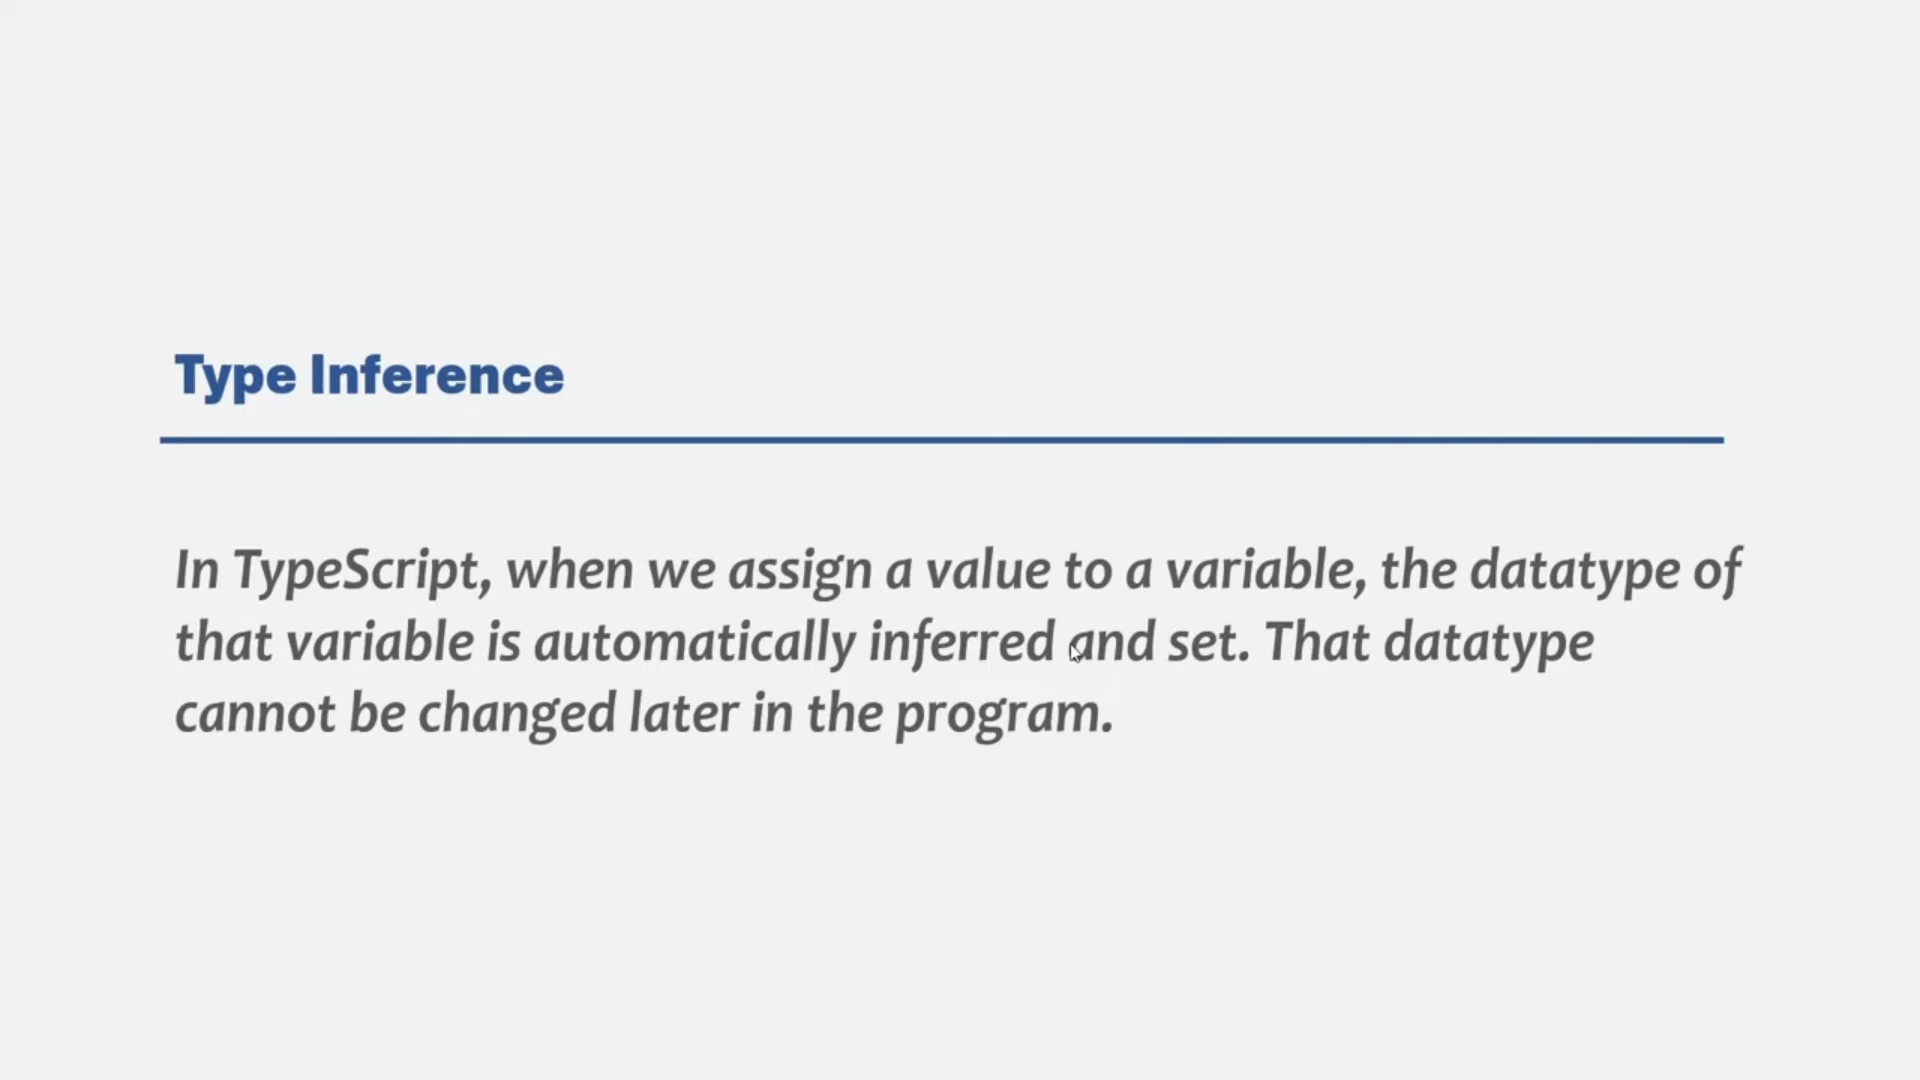 Type Inference
In TypeScript, when we assign a value to a variable, the datatype of
that variable is automatically inferred and set. That datatype
cannot be changed later in the program.